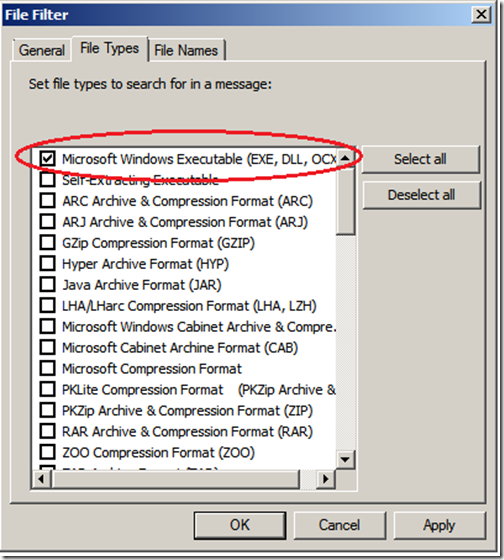 File Filter
General File Types File Names
Set file types to search for in a message:
Microsoft Windows Executable (EXE, DLL, OCX
Self-Extracting Executable
ARC Archive & Compression Format (ARC)
ARJ Archive & Compression Format (ARJ)
GZip Compression Format (GZIP)
Hyper Archive Format (HYP)
Java Archive Format (JAR)
LHA/LHarc Compression Format (LHA, LZH)
Microsoft Windows Cabinet Archive & Compre.
Microsoft Cabinet Archine Format (CAB)
Microsoft Compression Format
PKLite Compression Format (PKZip Archive &
PKZip Archive & Compression Format (ZIP)
RAR Archive & Compression Format (RAR)
ZOO Compression Format (ZOO)
Select all
Deselect all
OK Cancel Apply